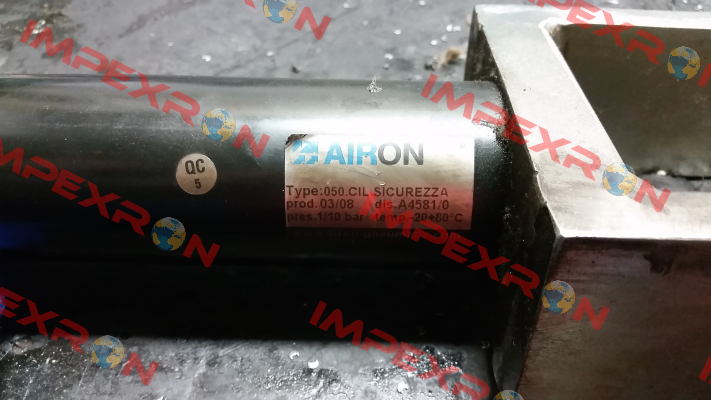 IMPEXRON
IMPEXRON
IMPEXRON
AIRON
QC
5
Type:050.CIL SICUREZZA
prod.03/08 dis.A4581/0
pres.1/10 bar temp.-20+80°C
IMPEXRON
IMPEXRON
IMPEXRON